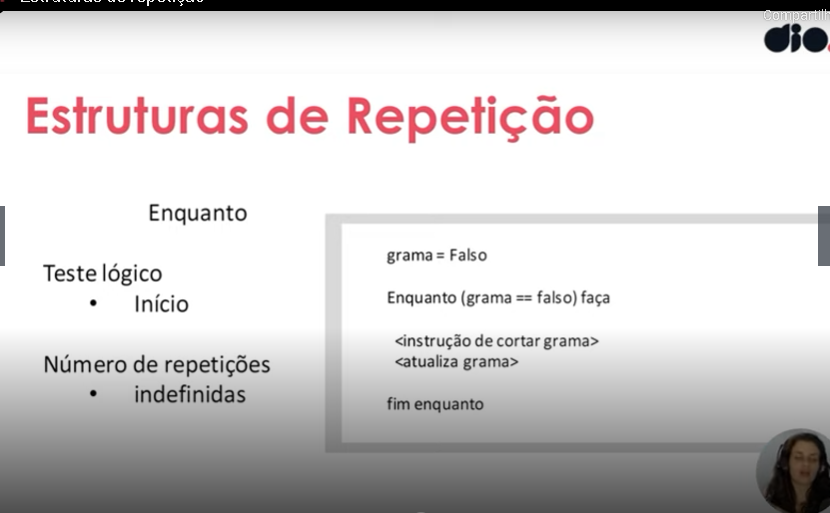 Estruturas de repetição
Compartilh
dio.
Estruturas de Repetição
Enquanto
Teste lógico
• Início
Número de repetições
• indefinidas
grama = Falso
Enquanto (grama == falso) faça
<instrução de cortar grama>
<atualiza grama>
fim enquanto